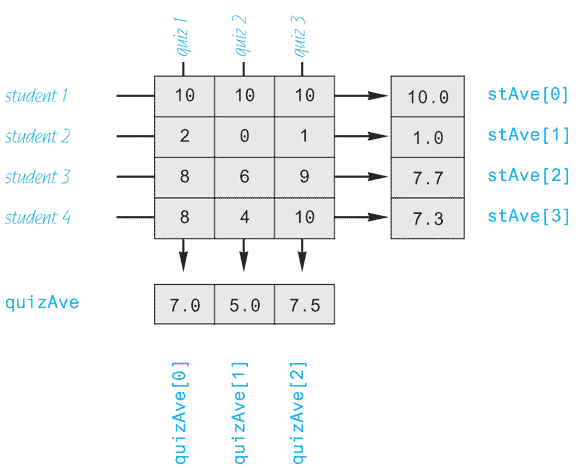 quiz 1 quiz 2 quiz 3
student 1 10 10 10 10.0 stAve[0]
student 2 2 0 1 1.0 stAve[1]
student 3 8 6 9 7.7 stAve[2]
student 4 8 4 10 7.3 stAve[3]
quizAve 7.0 5.0 7.5
quizAve[0] quizAve[1] quizAve[2]